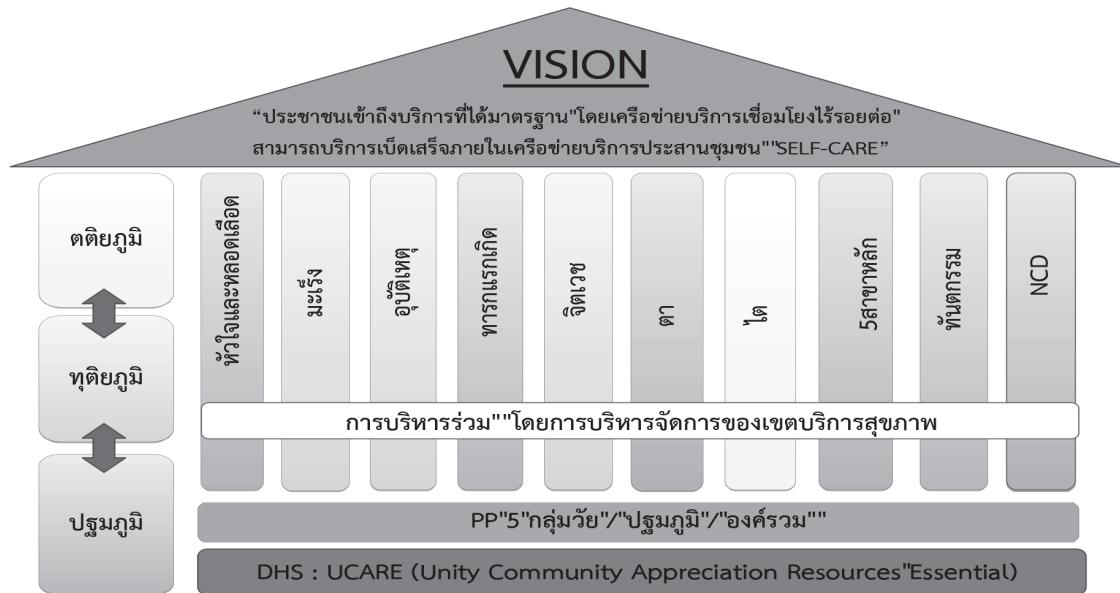 VISION
“ประชาชนเข้าถึงบริการที่ได้มาตรฐาน"โดยเครือข่ายบริการเชื่อมโยงไร้รอยต่อ"
สามารถบริการเบ็ดเสร็จภายในเครือข่ายบริการประสานชุมชน""SELF-CARE”
ตติยภูมิ
ทุติยภูมิ
ปฐมภูมิ
หัวใจและหลอดเลือด
มะเร็ง
อุบัติเหตุ
ทารกแรกเกิด
จิตเวช
ตา
ไต
5สาขาหลัก
ทันตกรรม
NCD
การบริหารร่วม""โดยการบริหารจัดการของเขตบริการสุขภาพ
PP"5"กลุ่มวัย"/"ปฐมภูมิ"/"องค์รวม""
DHS : UCARE (Unity Community Appreciation Resources"Essential)